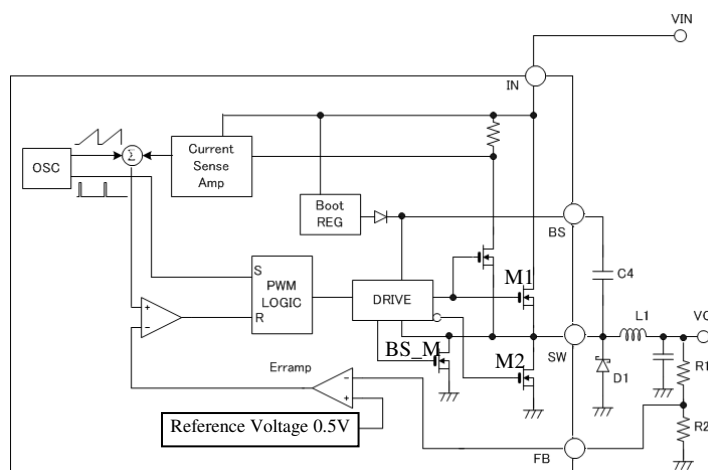 VIN
IN
OSC
Σ
Current
Sense
Amp
Boot
REG
BS
S
PWM
LOGIC
R
DRIVE
M1
C4
+
-
L1
BS_M
M2
SW
D1
R1
Erramp
-
+
Reference Voltage 0.5V
R2
FB